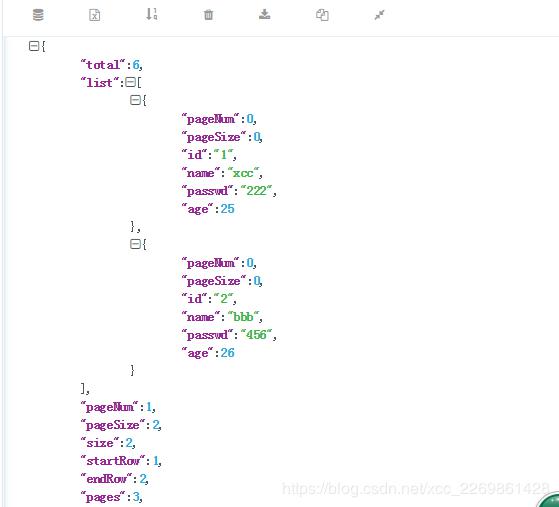 {
"total":6,
"list":[
{
"pageNum":0,
"pageSize":0,
"id":"1",
"name":"xcc",
"passwd":"222",
"age":25
},
{
"pageNum":0,
"pageSize":0,
"id":"2",
"name":"bbb",
"passwd":"456",
"age":26
}
],
"pageNum":1,
"pageSize":2,
"size":2,
"startRow":1,
"endRow":2,
"pages":3,
https://blog.csdn.net/xcc_2269861428